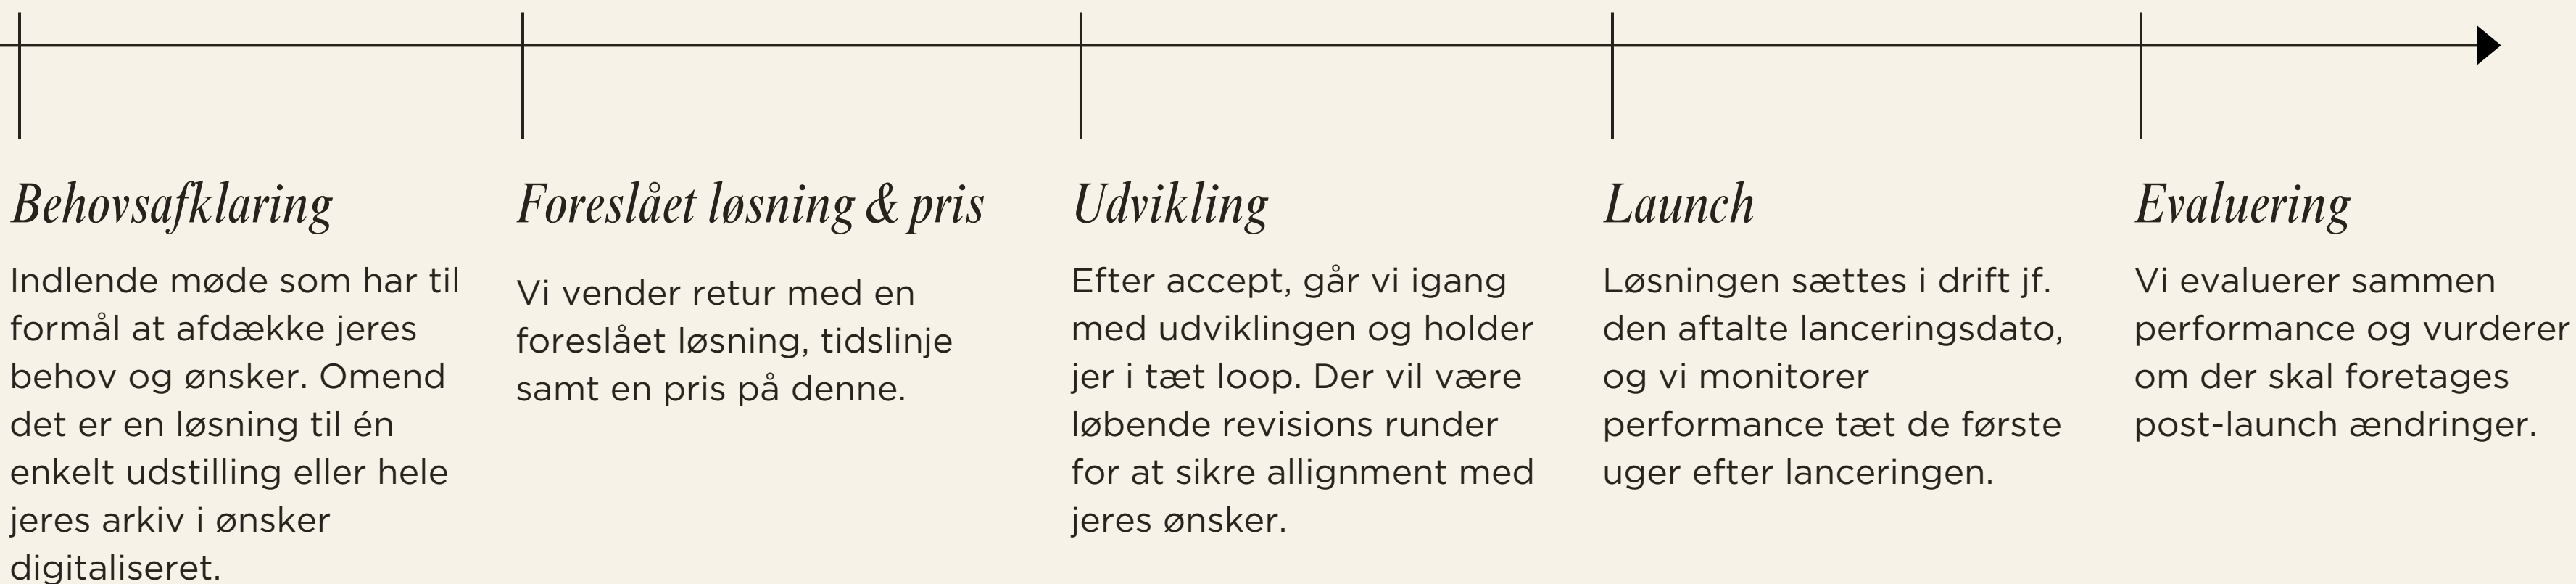 Behovsafklaring
Indlende møde som har til
formål at afdække jeres
behov og ønsker. Omend
det er en løsning til én
enkelt udstilling eller hele
jeres arkiv i ønsker
digitaliseret.
Foreslået løsning & pris
Vi vender retur med en
foreslået løsning, tidslinje
samt en pris på denne.
Udvikling
Efter accept, går vi igang
med udviklingen og holder
jer i tæt loop. Der vil være
løbende revisions runder
for at sikre allignment med
jeres ønsker.
Launch
Løsningen sættes i drift jf.
den aftalte lanceringsdato,
og vi monitorer
performance tæt de første
uger efter lanceringen.
Evaluering
Vi evaluerer sammen
performance og vurderer
om der skal foretages
post-launch ændringer.